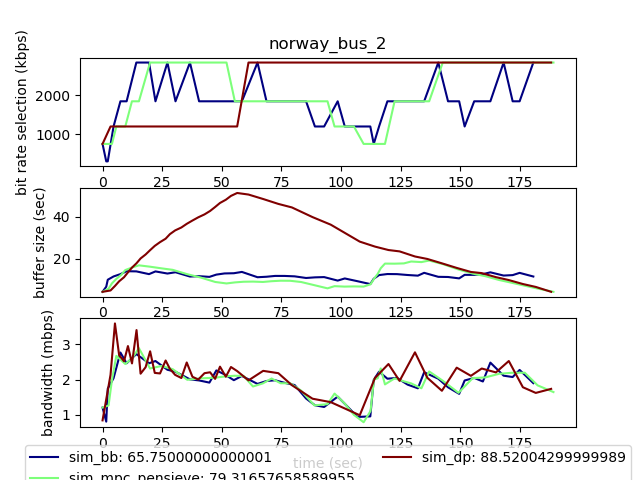 norway_bus_2
bit rate selection (kbps)
2000
1000
0 25 50 75 100 125 150 175
buffer size (sec)
40
20
0 25 50 75 100 125 150 175
bandwidth (mbps)
3
2
1
0 25 50 75 100 125 150 175
time (sec)
sim_bb: 65.75000000000001
sim_mpc_pensieve: 79.31657658589955
sim_dp: 88.52004299999989